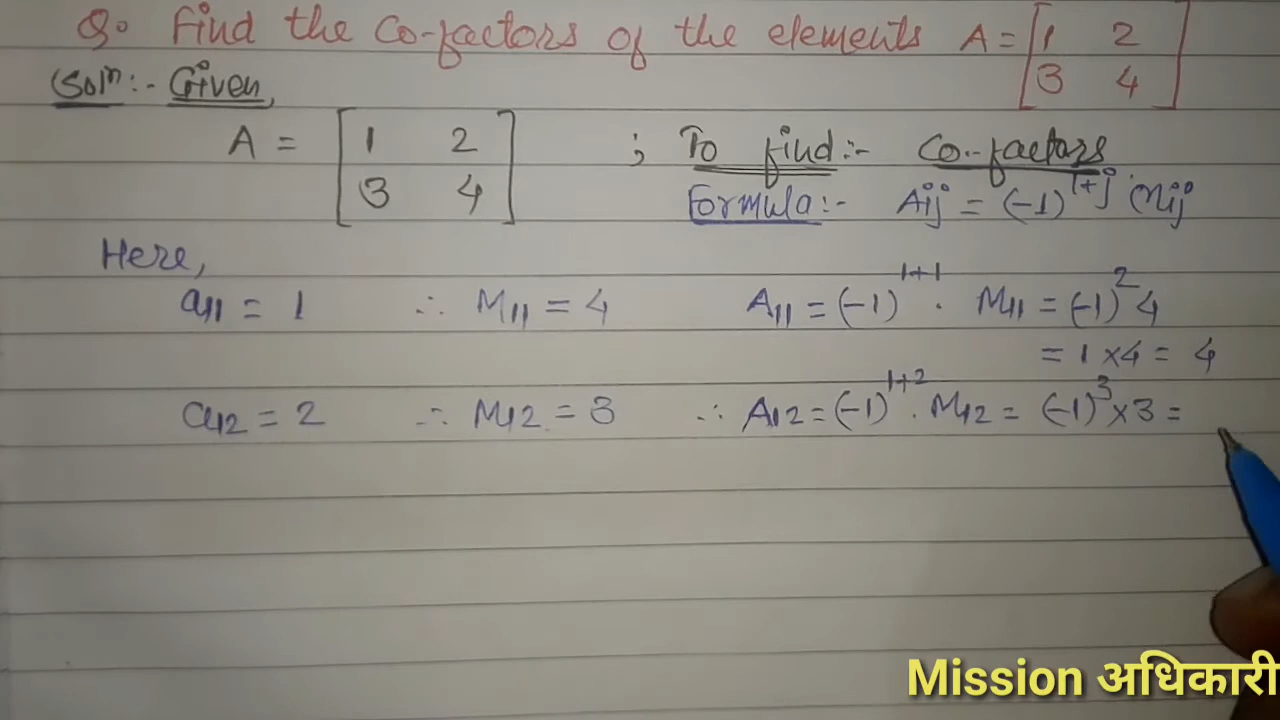 Q. Find the Co-factors of the elements A = [1 2
3 4]
Soln:- Given,
A = [1 2
3 4] ; To find:- Co-factors
Formula:- Aij = (-1)^i+j Mij
Here,
a11 = 1 ∴ M11 = 4 A11 = (-1)^1+1 . M11 = (-1)^2 4
= 1 × 4 = 4
a12 = 2 ∴ M12 = 3 ∴ A12 = (-1)^1+2 . M12 = (-1)^3 × 3 =
Mission अधिकारी